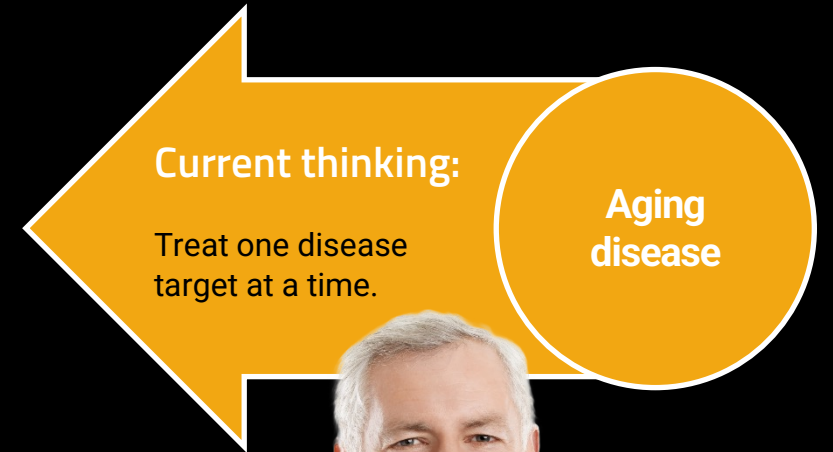 Current thinking:
Treat one disease
target at a time.
Aging
disease